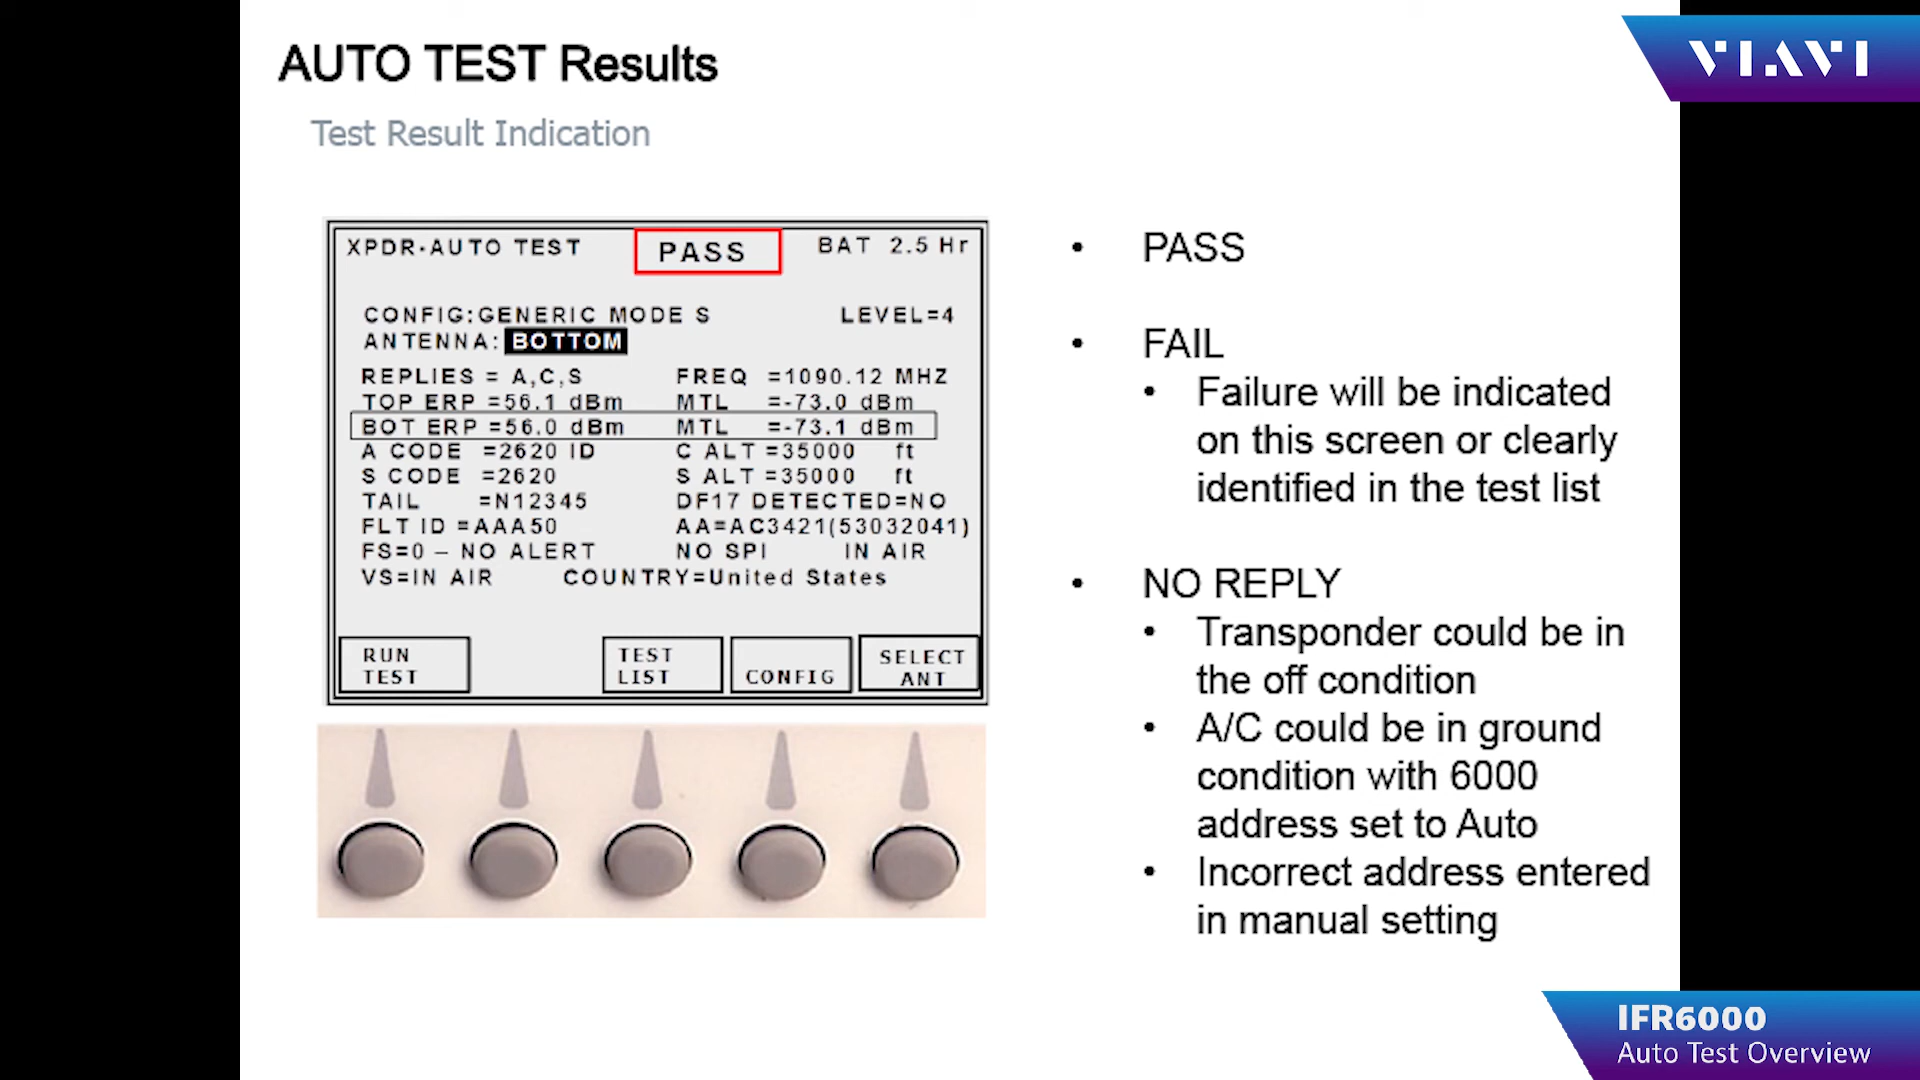 AUTO TEST Results
VIAVI
Test Result Indication
XPDR-AUTO TEST PASS BAT 2.5 Hr
CONFIG:GENERIC MODE S LEVEL=4
ANTENNA: BOTTOM
REPLIES = A,C,S FREQ =1090.12 MHZ
TOP ERP =56.1 dBm MTL =-73.0 dBm
BOT ERP =56.0 dBm MTL =-73.1 dBm
A CODE =2620 ID C ALT =35000 ft
S CODE =2620 S ALT =35000 ft
TAIL =N12345 DF17 DETECTED=NO
FLT ID =AAA50 AA=AC3421(53032041)
FS=0 – NO ALERT NO SPI IN AIR
VS=IN AIR COUNTRY=United States
RUN TEST
TEST LIST
CONFIG
SELECT ANT
• PASS
• FAIL
• Failure will be indicated
on this screen or clearly
identified in the test list
• NO REPLY
• Transponder could be in
the off condition
• A/C could be in ground
condition with 6000
address set to Auto
• Incorrect address entered
in manual setting
IFR6000
Auto Test Overview